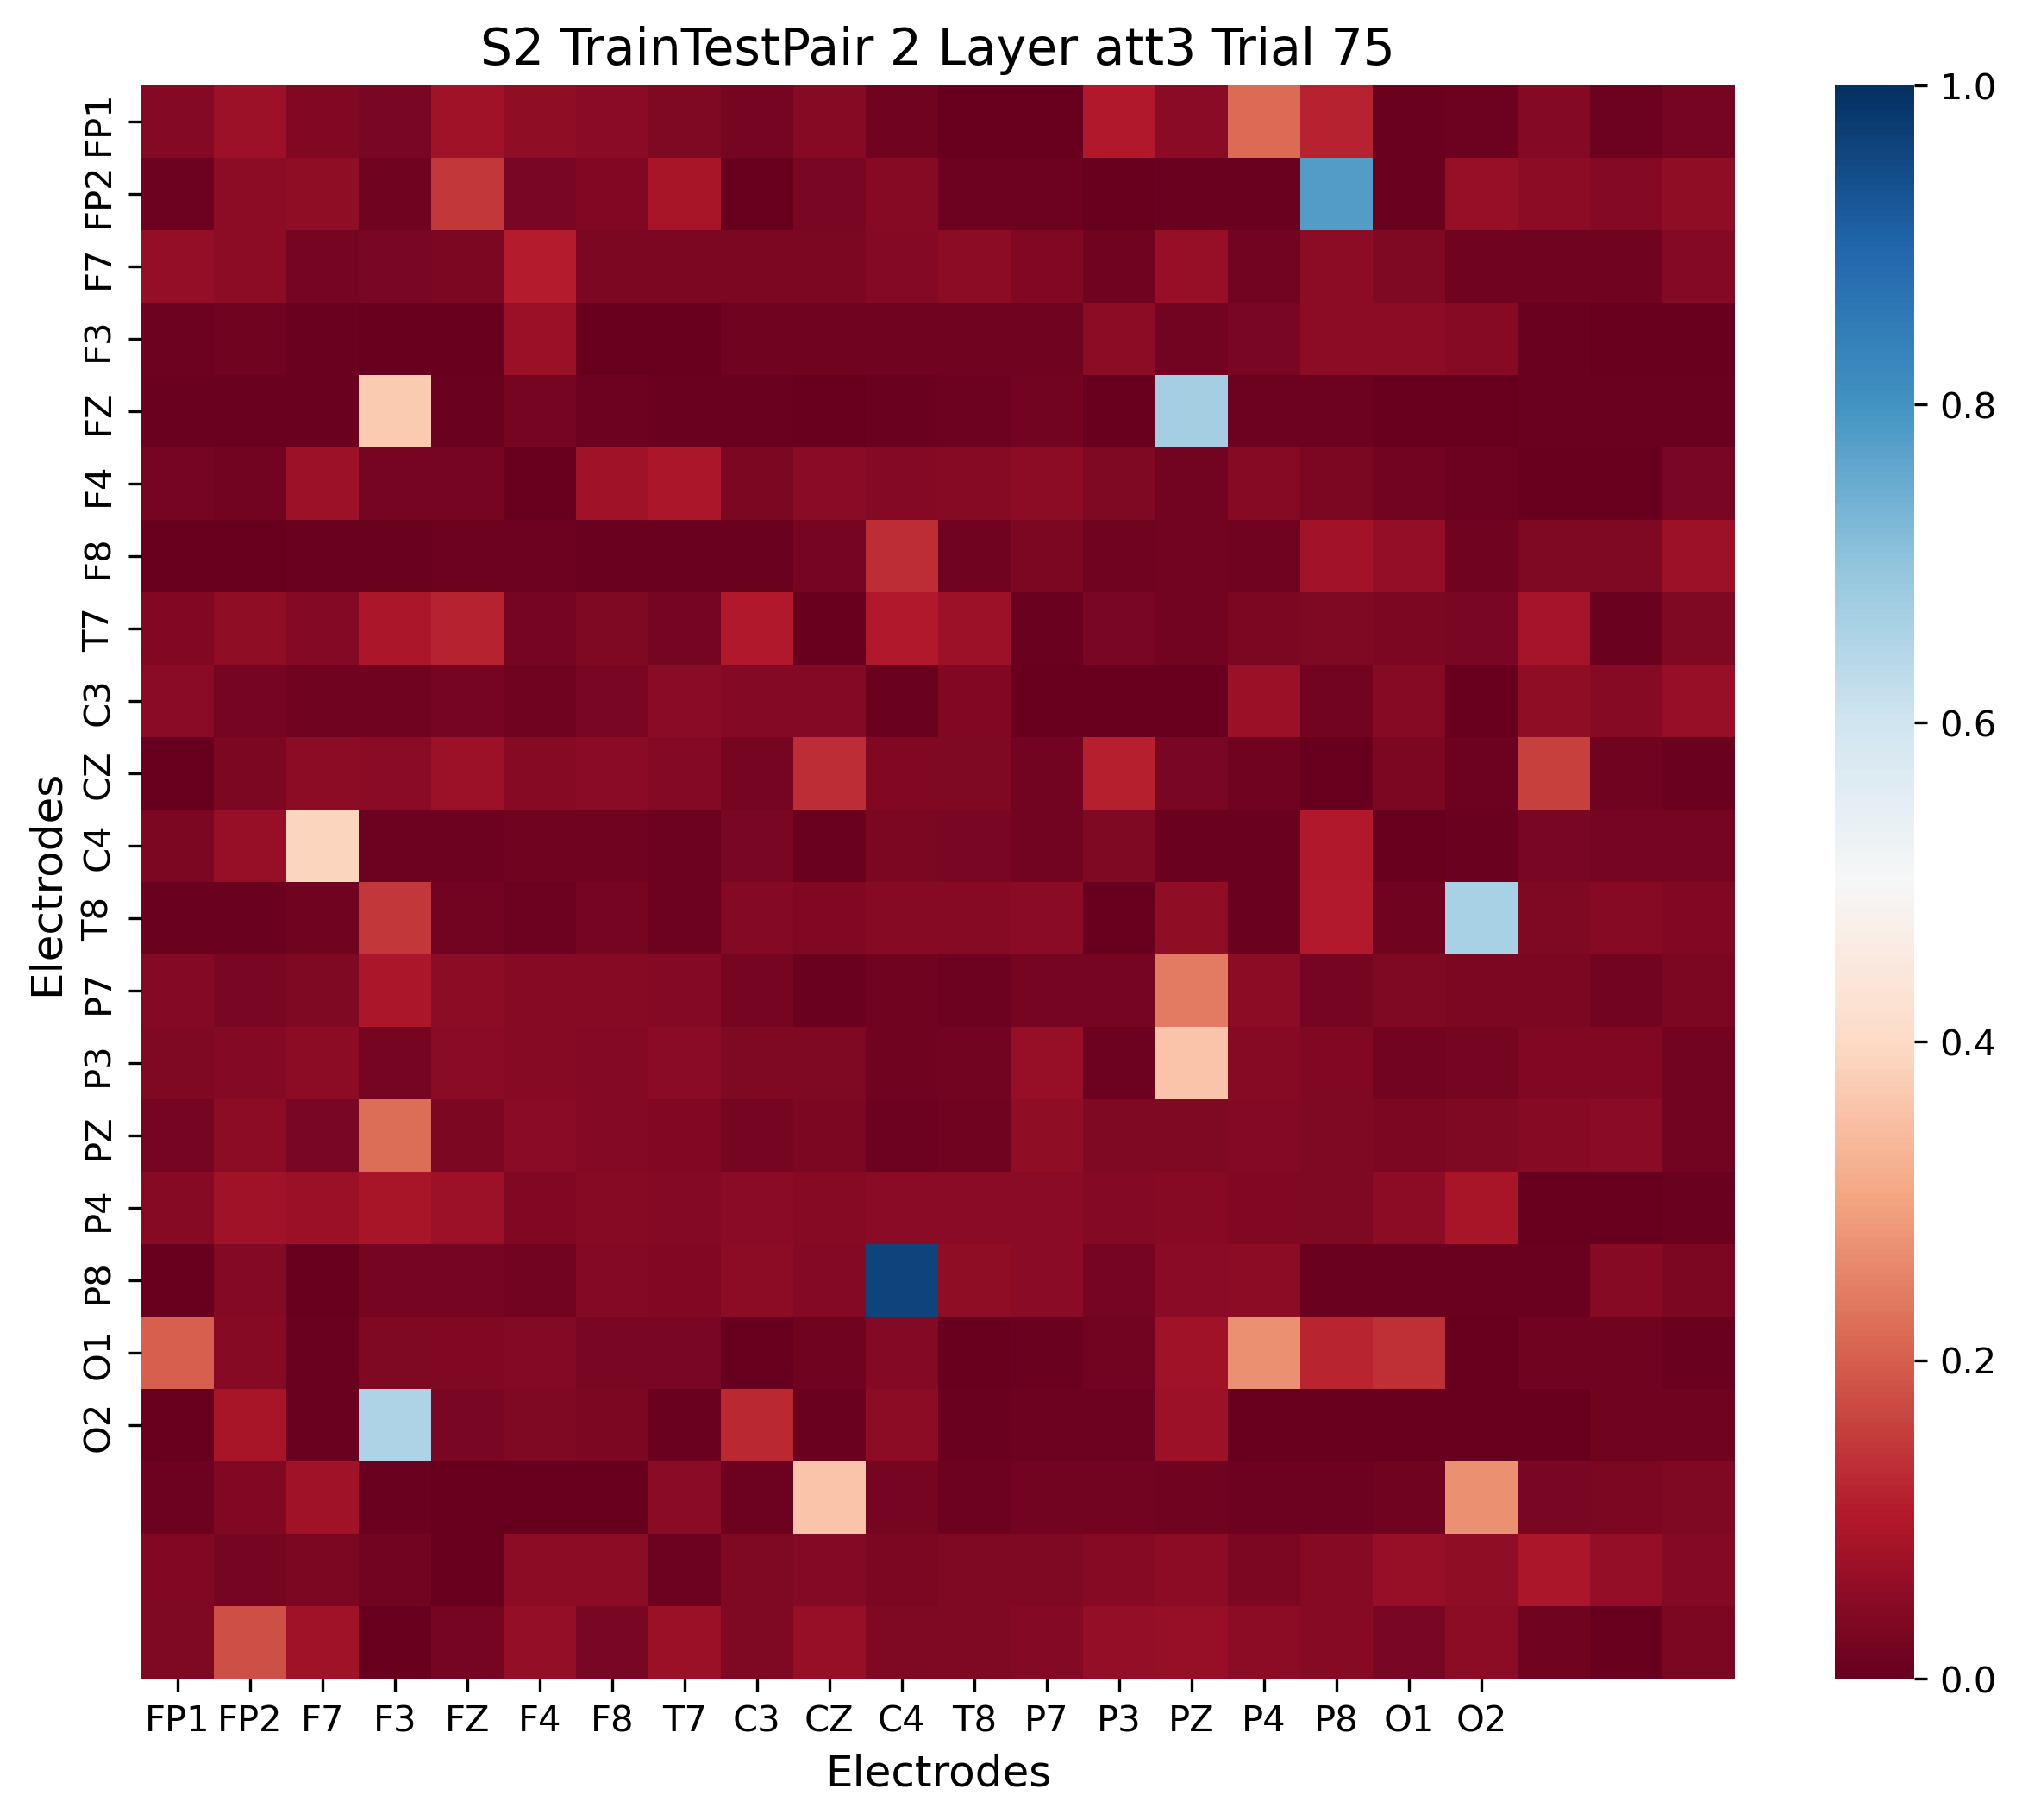 S2 TrainTestPair 2 Layer att3 Trial 75
Electrodes
FP1
FP2
F7
F3
FZ
F4
F8
T7
C3
CZ
C4
T8
P7
P3
PZ
P4
P8
O1
O2
FP1 FP2 F7 F3 FZ F4 F8 T7 C3 CZ C4 T8 P7 P3 PZ P4 P8 O1 O2
Electrodes
1.0
0.8
0.6
0.4
0.2
0.0